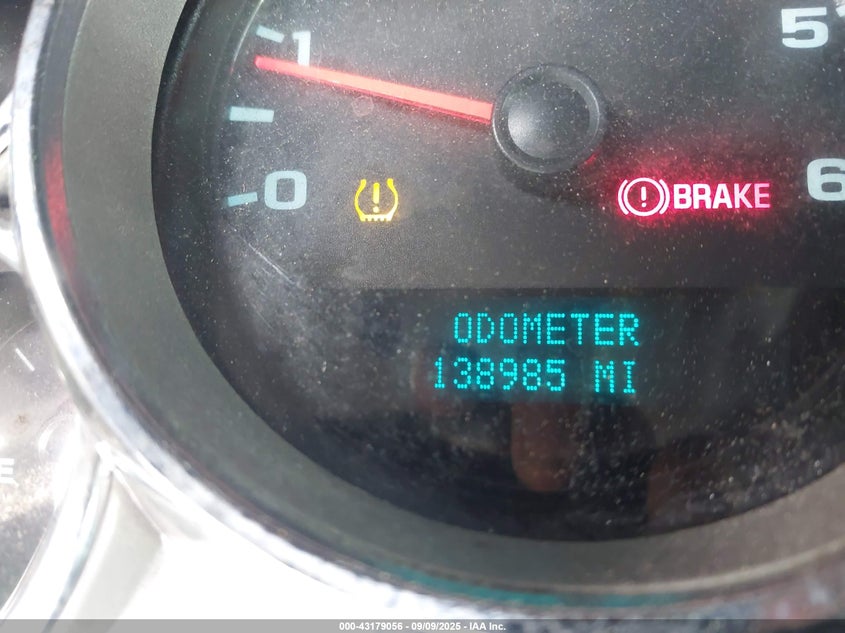 1
5
0
6
(!) BRAKE
ODOMETER
138985 MI
E
000-43179056 - 09/09/2025 - IAA Inc.